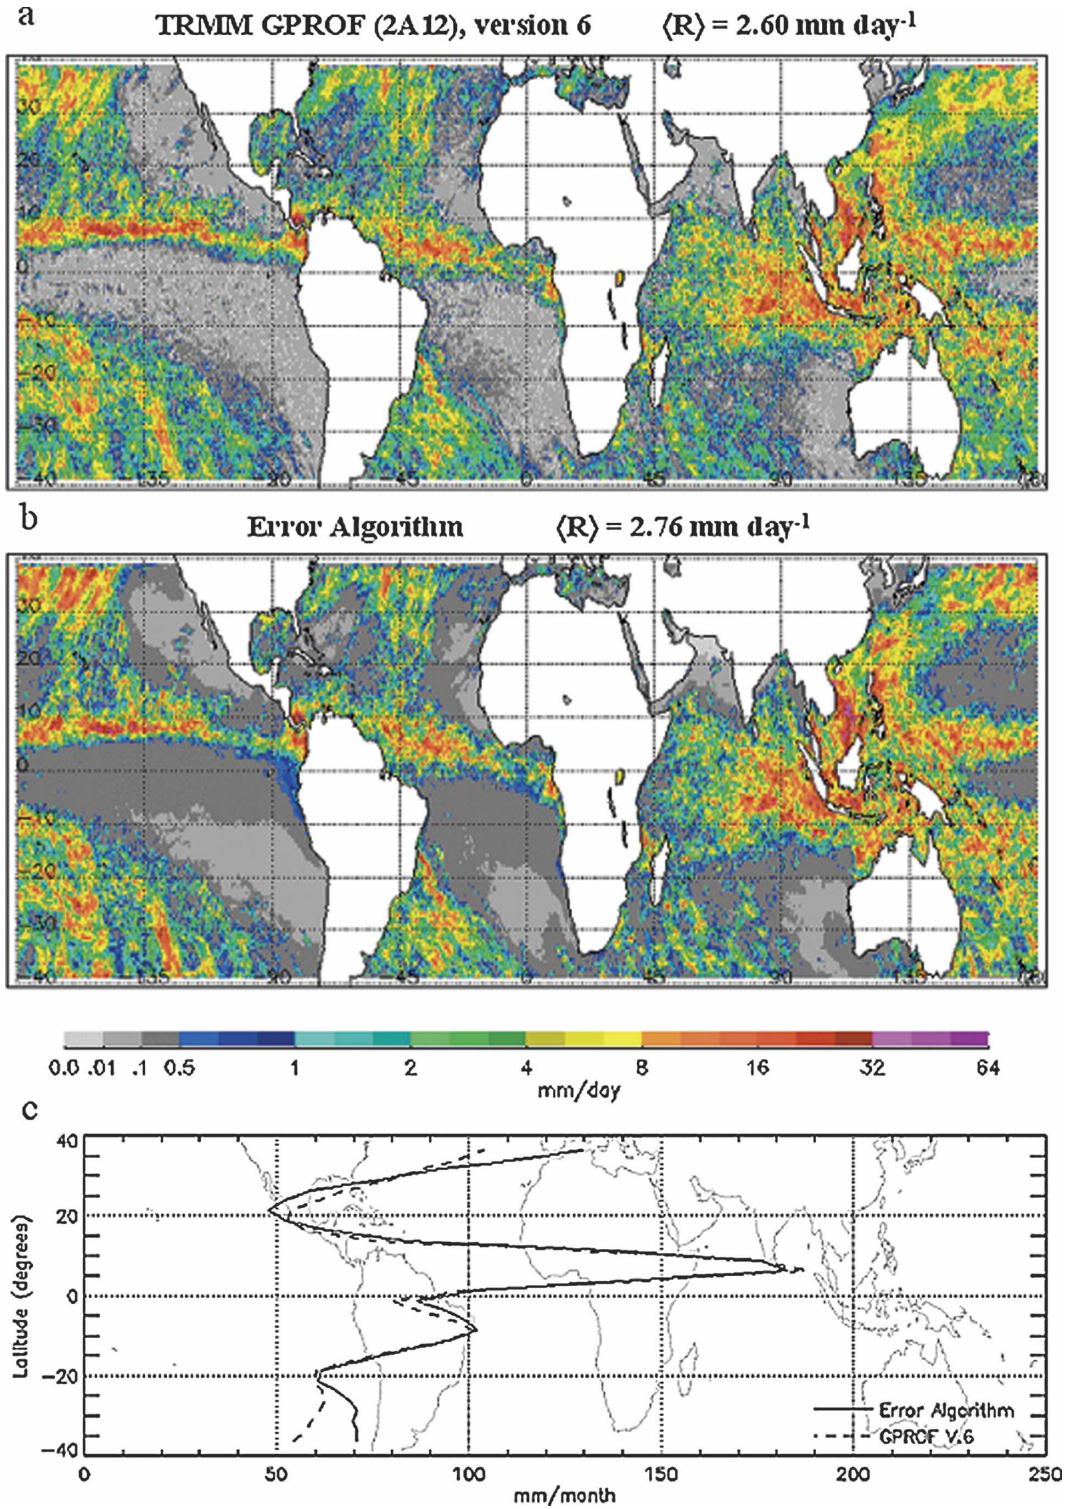 a
TRMM GPROF (2A12), version 6 ⟨R⟩ = 2.60 mm day-1
30
20
10
0
-10
-20
-30
-40 -135 -90 -45 0 45 90 135
b
Error Algorithm ⟨R⟩ = 2.76 mm day-1
30
20
10
0
-10
-20
-30
-40 -135 -90 -45 0 45 90 135
0.0 .01 .1 0.5 1 2 4 8 16 32 64
mm/day
c
40
20
0
-20
-40
Latitude (degrees)
Error Algorithm
GPROF V.6
0 50 100 150 200 250
mm/month